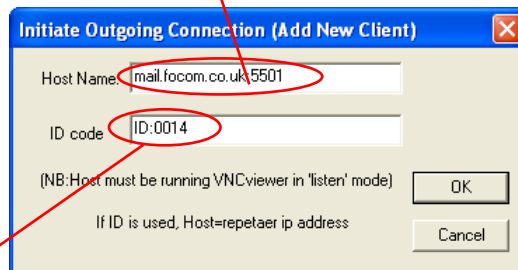 Initiate Outgoing Connection (Add New Client)
Host Name: mail.focom.co.uk:5501
ID code ID:0014
(NB:Host must be running VNCviewer in 'listen' mode)
OK
If ID is used, Host=repetaer ip address
Cancel